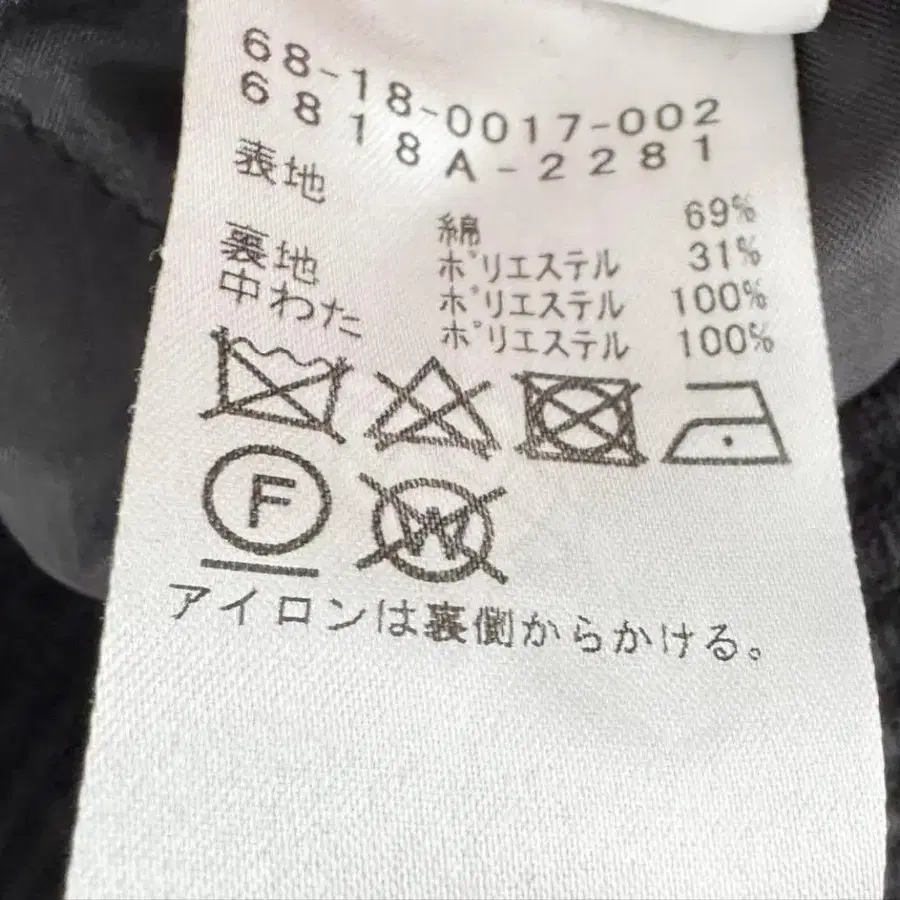 68-18-0017-002
6818A-2281
表地 綿 69%
ポリエステル 31%
裏地 ポリエステル 100%
中わた ポリエステル 100%
F W
アイロンは裏側からかける。